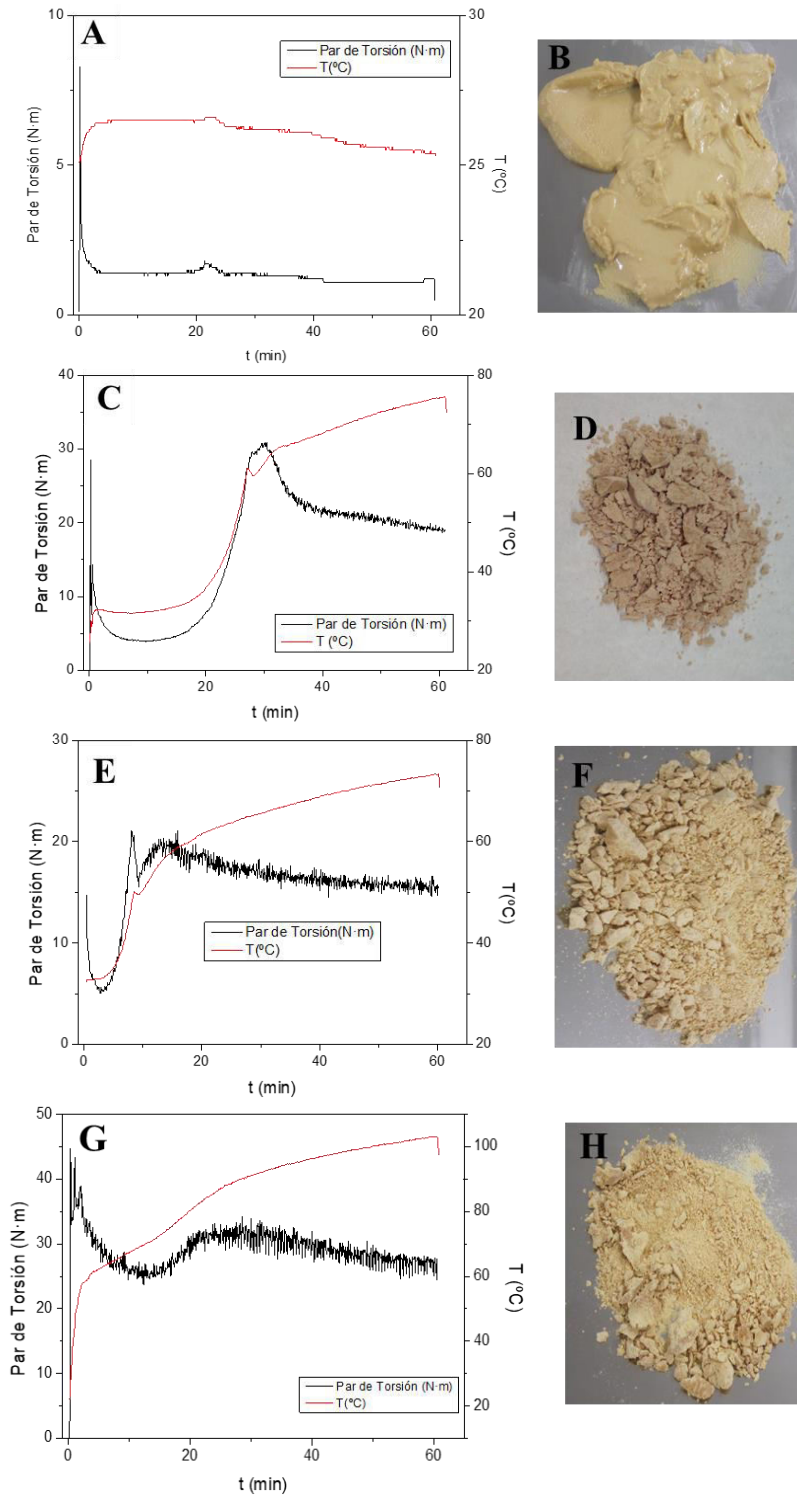 A
Par de Torsión (N·m)
T(ºC)
10
5
0
30
25
20
0
20
40
60
Par de Torsión (N·m)
T (ºC)
t (min)
B
C
40
30
20
10
0
80
60
40
20
Par de Torsión (N·m)
T (ºC)
Par de Torsión (N·m)
T (ºC)
0
20
40
60
t (min)
D
E
30
20
10
0
80
60
40
20
Par de Torsión (N·m)
T (ºC)
Par de Torsión(N·m)
T(ºC)
0
20
40
60
t (min)
F
G
50
40
30
20
10
0
100
80
60
40
20
Par de Torsión (N·m)
T (ºC)
Par de Torsión (N·m)
T(ºC)
0
20
40
60
t (min)
H